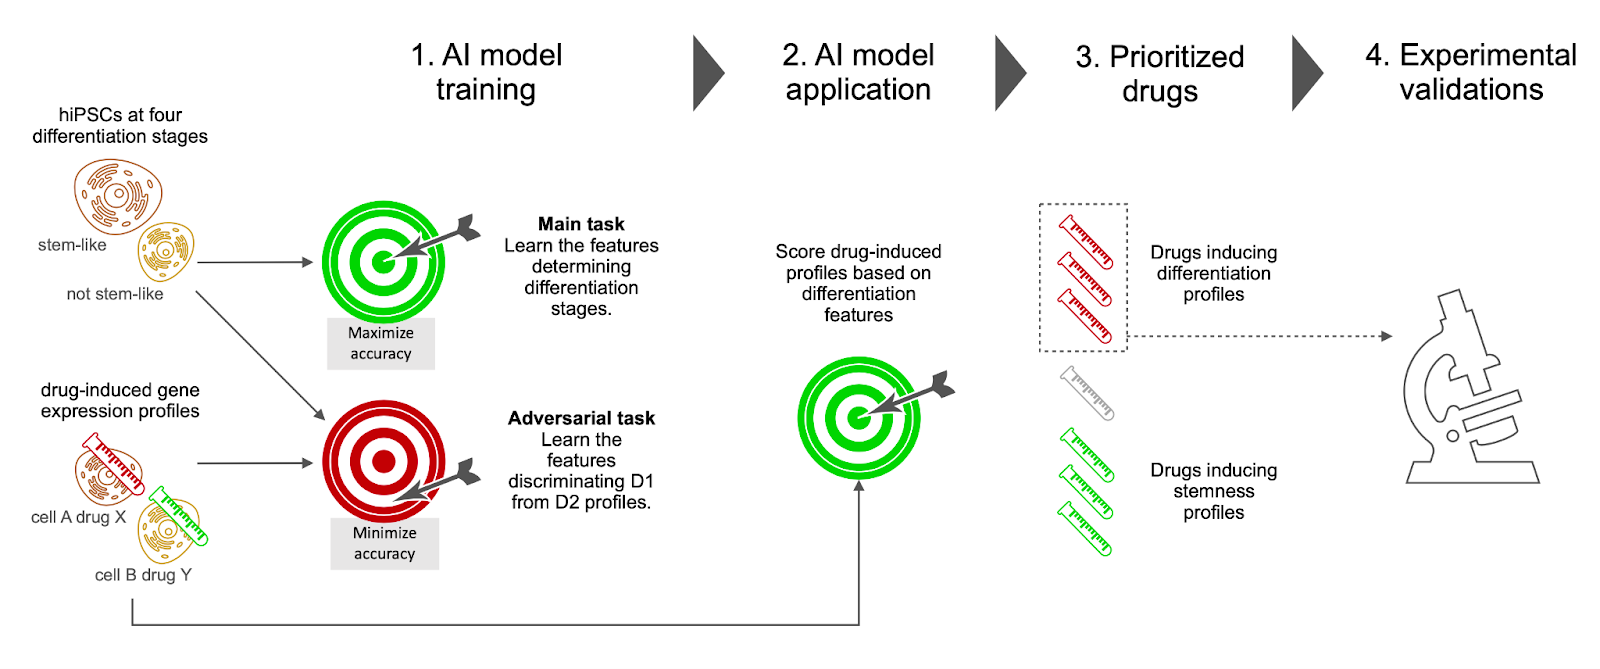 1. AI model
training
2. AI model
application
3. Prioritized
drugs
4. Experimental
validations
hiPSCs at four
differentiation stages
stem-like
not stem-like
drug-induced gene
expression profiles
cell A drug X
cell B drug Y
Maximize
accuracy
Main task
Learn the features
determining
differentiation
stages.
Minimize
accuracy
Adversarial task
Learn the
features
discriminating D1
from D2 profiles.
Score drug-induced
profiles based on
differentiation
features
Drugs inducing
differentiation
profiles
Drugs inducing
stemness
profiles